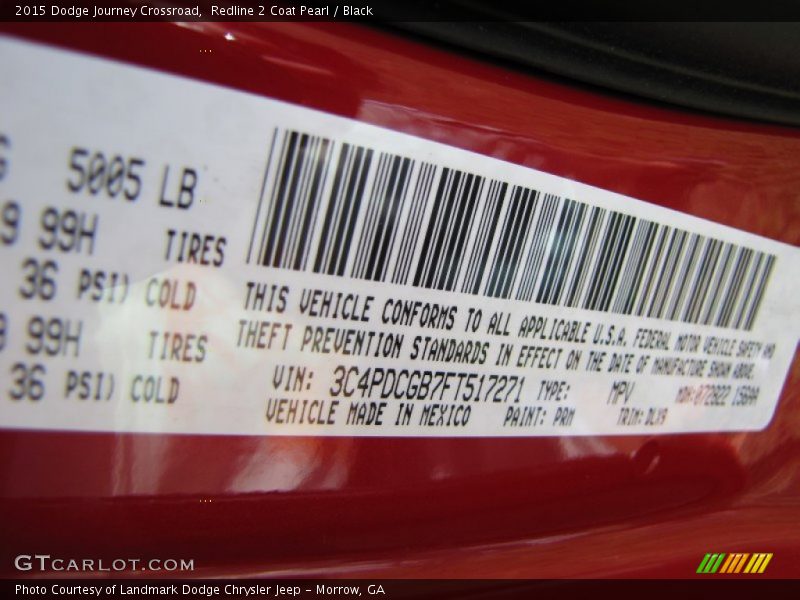 2015 Dodge Journey Crossroad,  Redline 2 Coat Pearl / Black
5005 LB
99H TIRES
36 PSI) COLD
99H TIRES
36 PSI) COLD
THIS VEHICLE CONFORMS TO ALL APPLICABLE U.S.A. FEDERAL MOTOR VEHICLE SAFETY AND
THEFT PREVENTION STANDARDS IN EFFECT ON THE DATE OF MANUFACTURE SHOWN ABOVE.
VIN: 3C4PDCGB7FT517271 TYPE: MPV MDH:
VEHICLE MADE IN MEXICO PAINT: PRM TRIM: DLX9
GTCARLOT.COM
Photo Courtesy of Landmark Dodge Chrysler Jeep - Morrow, GA